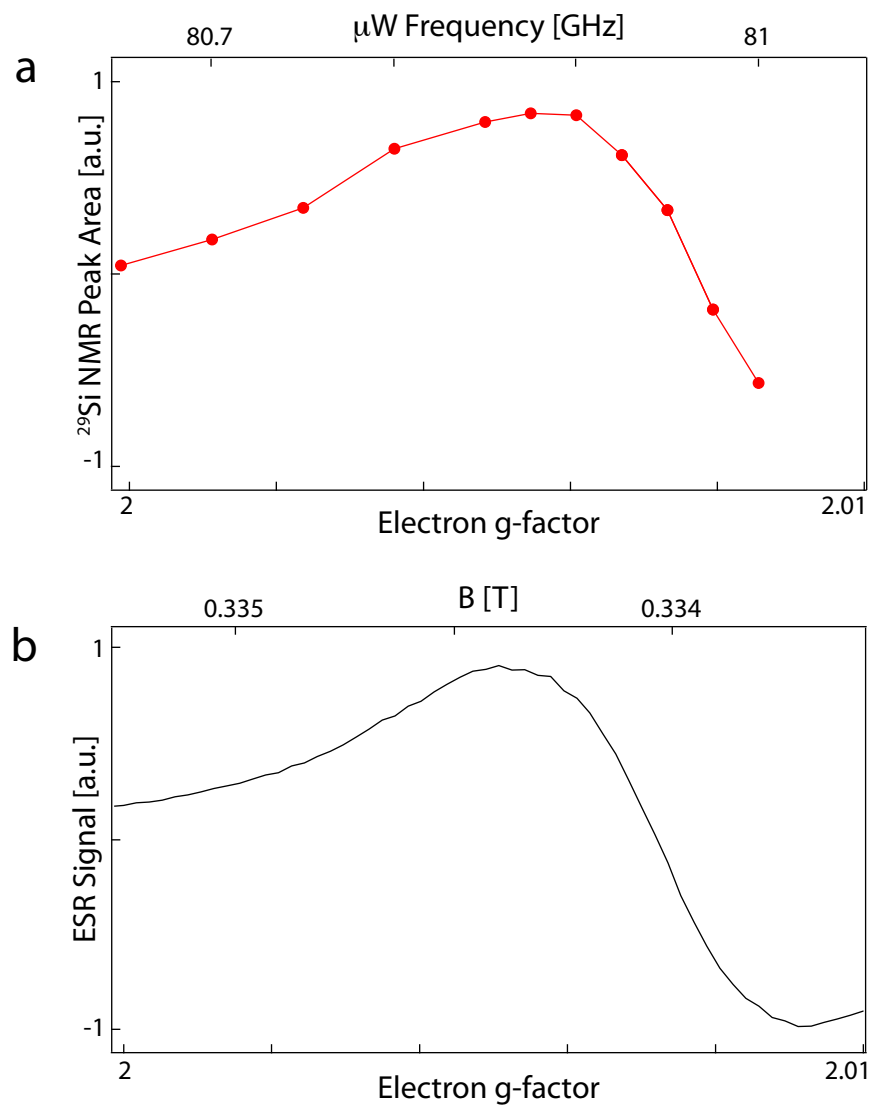 μW Frequency [GHz]
80.7
81
a
1
-1
²⁹Si NMR Peak Area [a.u.]
2
2.01
Electron g-factor
B [T]
0.335
0.334
b
1
-1
ESR Signal [a.u.]
2
2.01
Electron g-factor